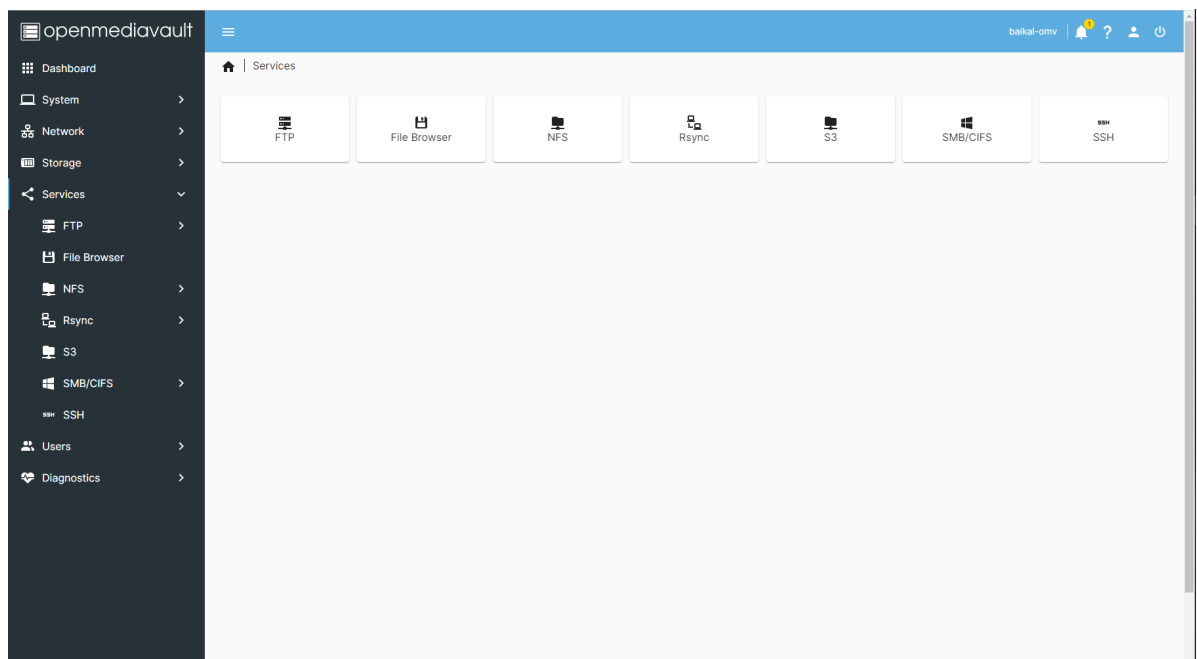 openmediavault
baikal-omv 1 ?
Dashboard
System
Network
Storage
Services
FTP
File Browser
NFS
Rsync
S3
SMB/CIFS
SSH SSH
Users
Diagnostics
Services
FTP
File Browser
NFS
Rsync
S3
SMB/CIFS
SSH
SSH